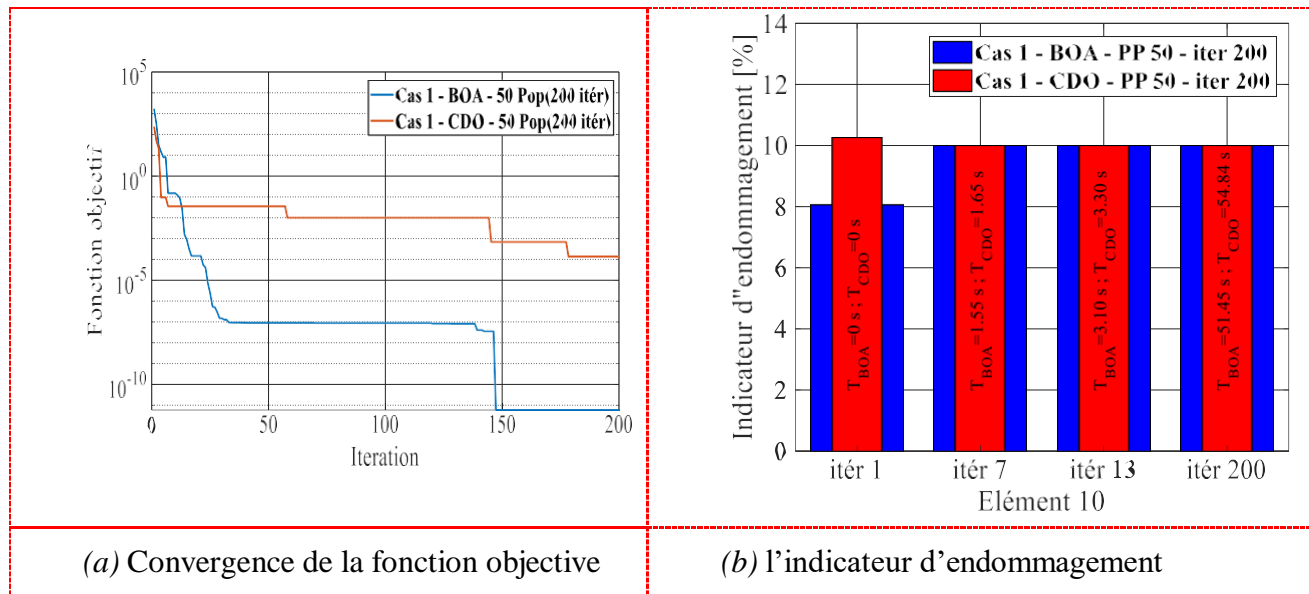 10^5
10^0
10^-5
10^-10
Fonction objectif
Cas 1 - BOA - 50 Pop(200 itér)
Cas 1 - CDO - 50 Pop(200 itér)
0 50 100 150 200
Iteration
14
12
10
8
6
4
2
0
Indicateur d"endommagement [%]
Cas 1 - BOA - PP 50 - iter 200
Cas 1 - CDO - PP 50 - iter 200
T_BOA=0 s ; T_CDO=0 s
T_BOA=1.55 s ; T_CDO=1.65 s
T_BOA=3.10 s ; T_CDO=3.30 s
T_BOA=51.45 s ; T_CDO=54.84 s
itér 1 itér 7 itér 13 itér 200
Elément 10
(a) Convergence de la fonction objective
(b) l’indicateur d’endommagement